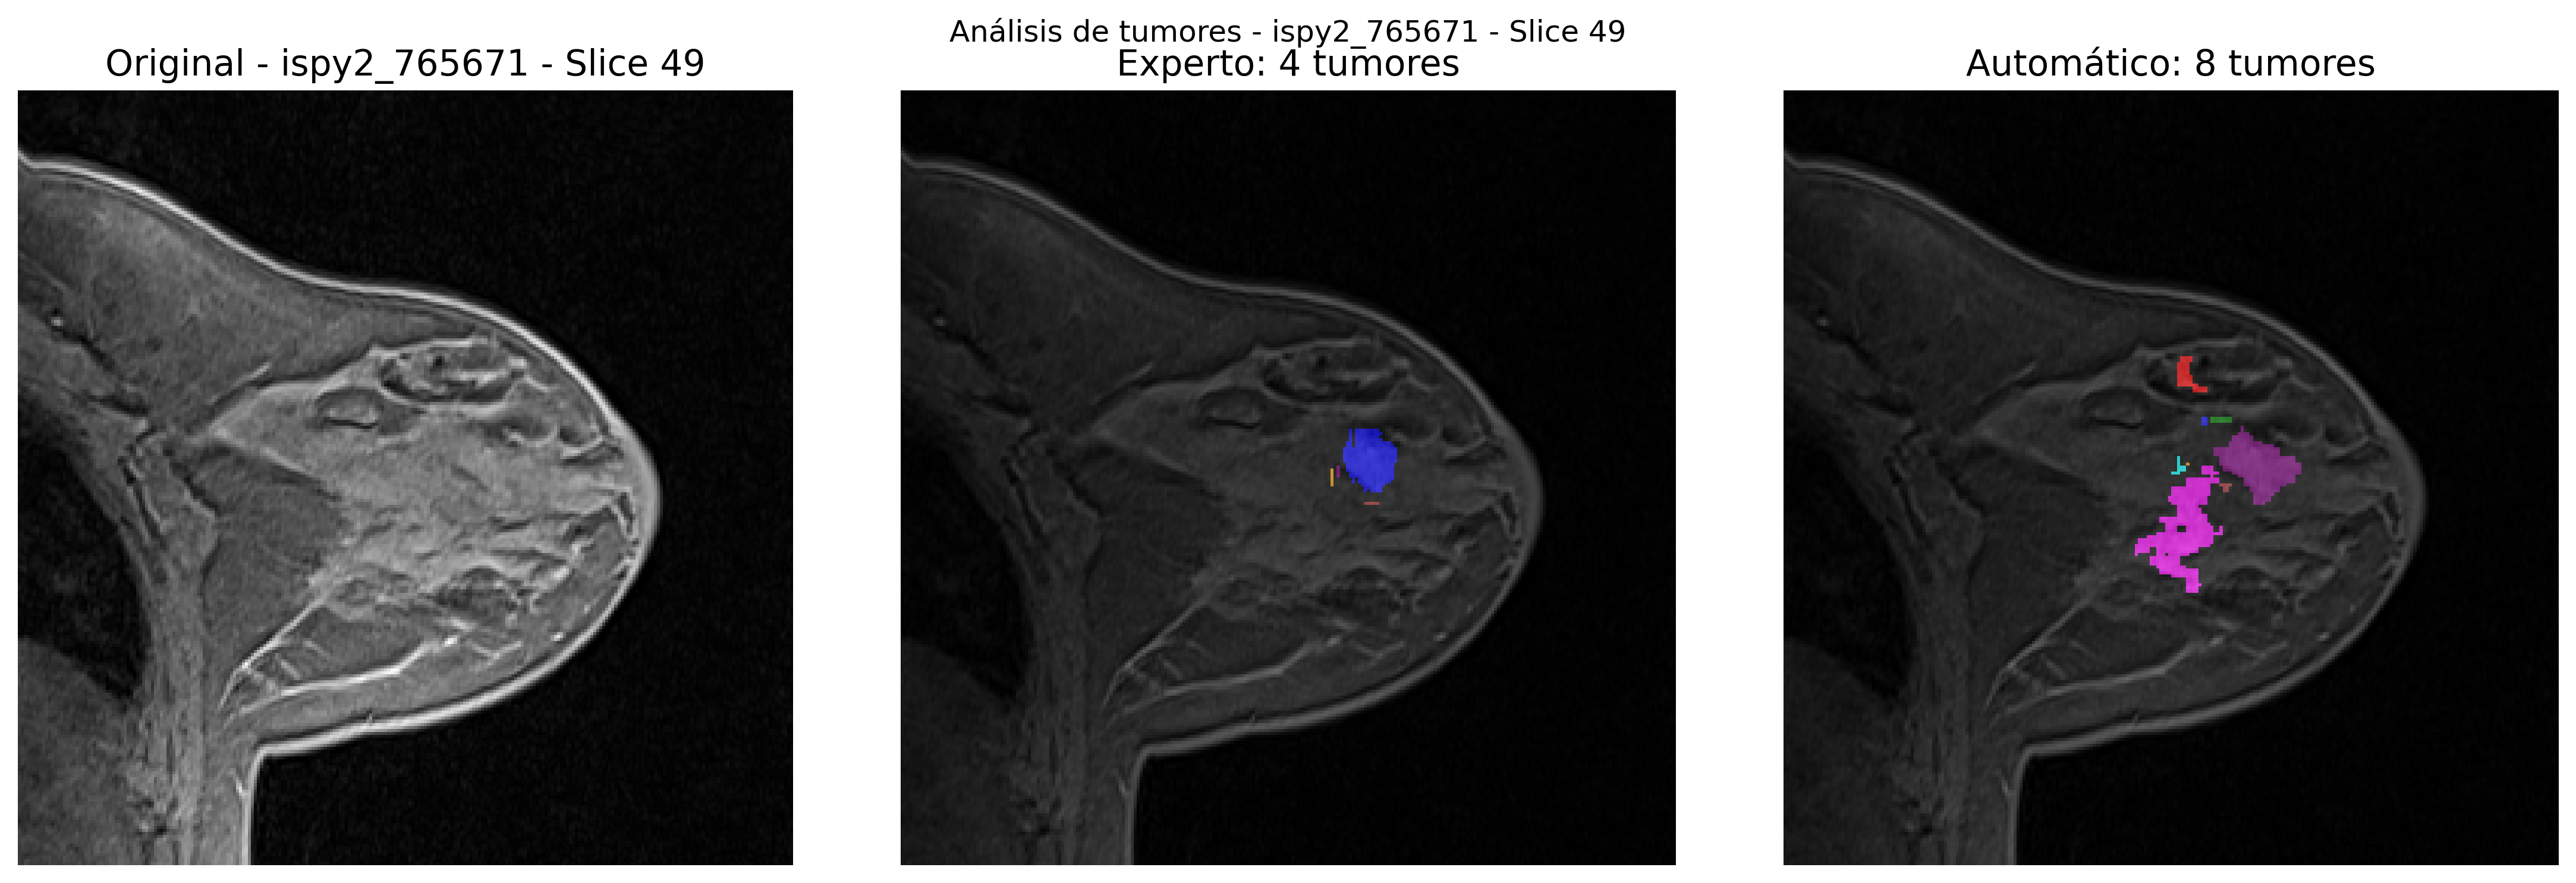 Análisis de tumores - ispy2_765671 - Slice 49
Original - ispy2_765671 - Slice 49
Experto: 4 tumores
Automático: 8 tumores